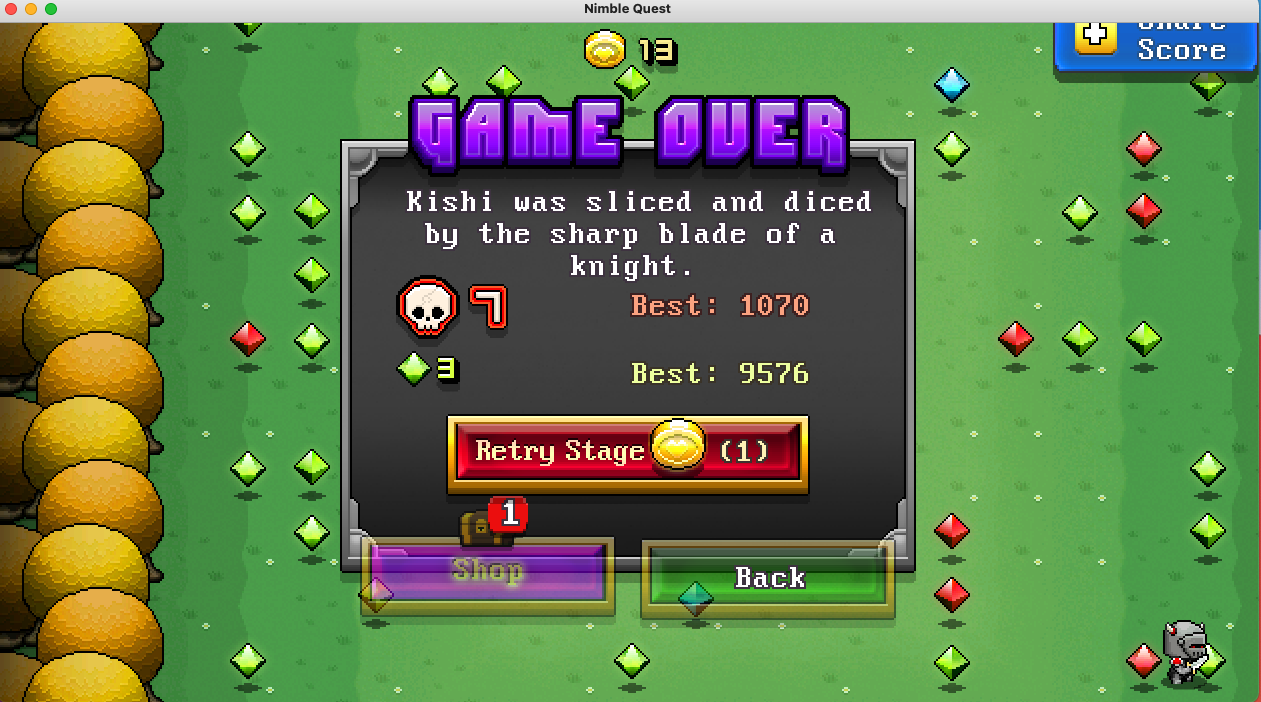 Nimble Quest
13
Share
Score
GAME OVER
Kishi was sliced and diced
by the sharp blade of a
knight.
7
Best: 1070
3
Best: 9576
Retry Stage (1)
1
Shop
Back